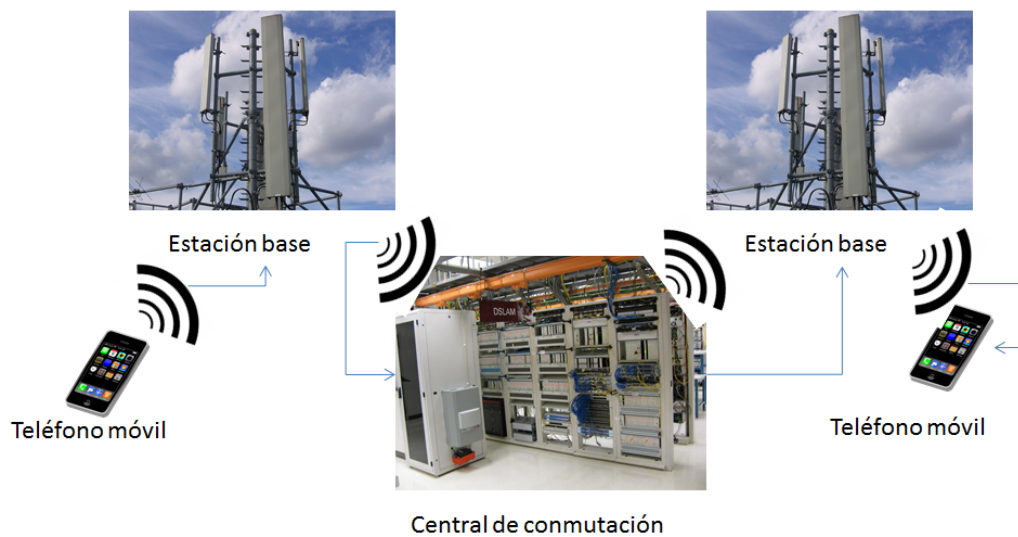 Estación base
Estación base
DSLAM
Teléfono móvil
Teléfono móvil
Central de conmutación